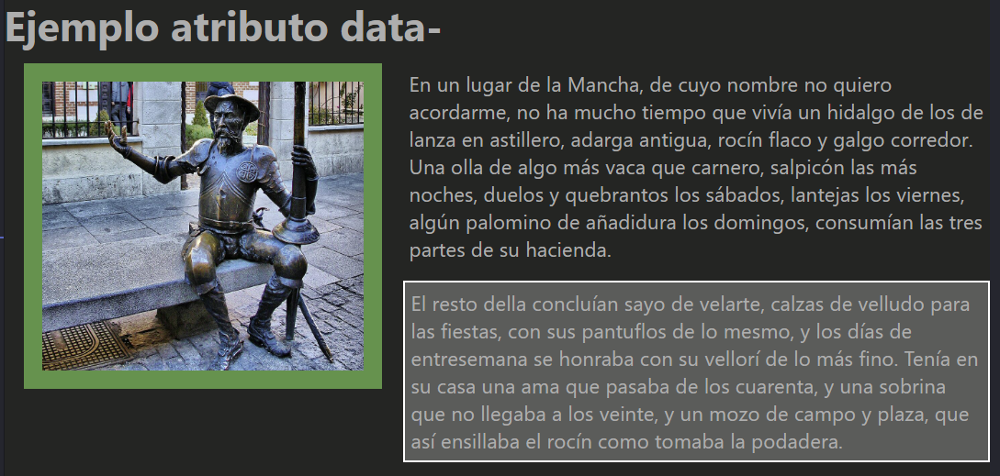 Ejemplo atributo data-
En un lugar de la Mancha, de cuyo nombre no quiero
acordarme, no ha mucho tiempo que vivía un hidalgo de los de
lanza en astillero, adarga antigua, rocín flaco y galgo corredor.
Una olla de algo más vaca que carnero, salpicón las más
noches, duelos y quebrantos los sábados, lantejas los viernes,
algún palomino de añadidura los domingos, consumían las tres
partes de su hacienda.
El resto della concluían sayo de velarte, calzas de velludo para
las fiestas, con sus pantuflos de lo mesmo, y los días de
entresemana se honraba con su vellorí de lo más fino. Tenía en
su casa una ama que pasaba de los cuarenta, y una sobrina
que no llegaba a los veinte, y un mozo de campo y plaza, que
así ensillaba el rocín como tomaba la podadera.